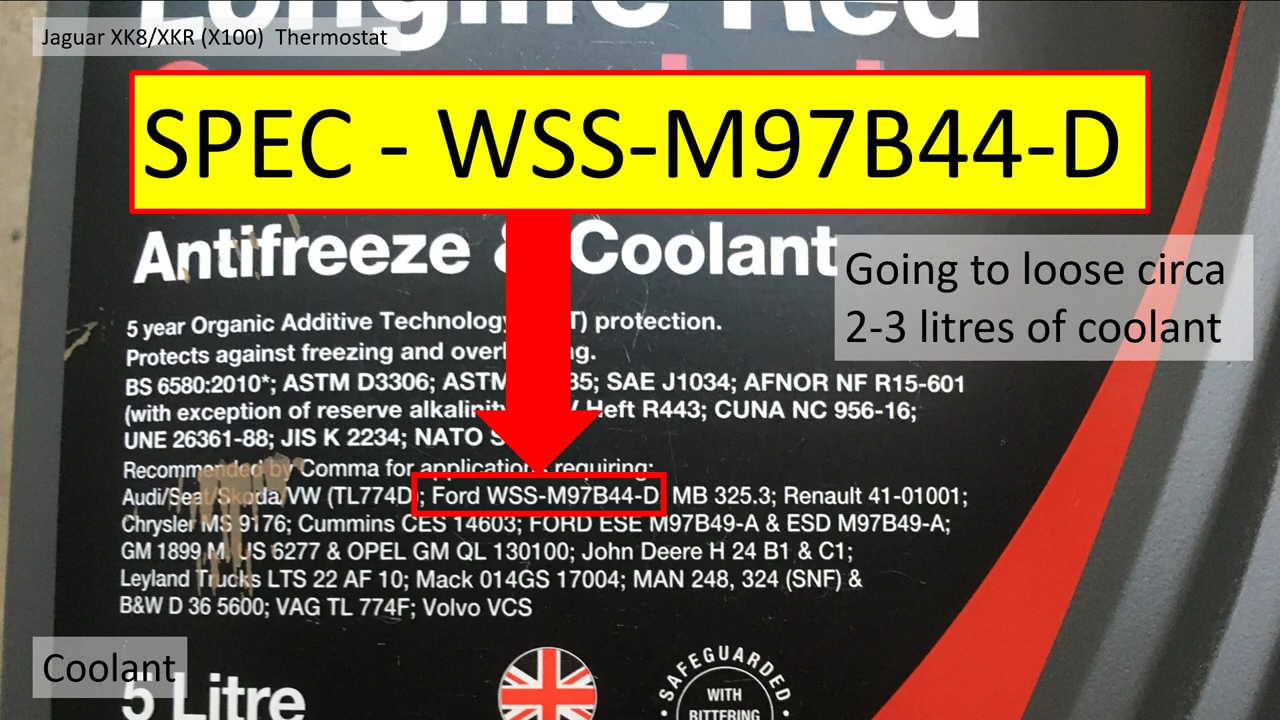 Longlife Red
Jaguar XK8/XKR (X100) Thermostat
SPEC - WSS-M97B44-D
Antifreeze & Coolant
Going to loose circa
2-3 litres of coolant
5 year Organic Additive Technology T) protection.
Protects against freezing and over ng.
BS 6580:2010*; ASTM D3306; ASTM 35; SAE J1034; AFNOR NF R15-601
(with exception of reserve alkalinity Heft R443; CUNA NC 956-16;
UNE 26361-88; JIS K 2234; NATO S
Recommended by Comma for applications requiring:
Audi/Seat/Skoda/VW (TL774D); Ford WSS-M97B44-D MB 325.3; Renault 41-01001;
Chrysler MS 9176; Cummins CES 14603; FORD ESE M97B49-A & ESD M97B49-A;
GM 1899 M, US 6277 & OPEL GM QL 130100; John Deere H 24 B1 & C1;
Leyland Trucks LTS 22 AF 10; Mack 014GS 17004; MAN 248, 324 (SNF) &
B&W D 36 5600; VAG TL 774F; Volvo VCS
Coolant
5 Litre
SAFEGUARDED
WITH
BITTERING